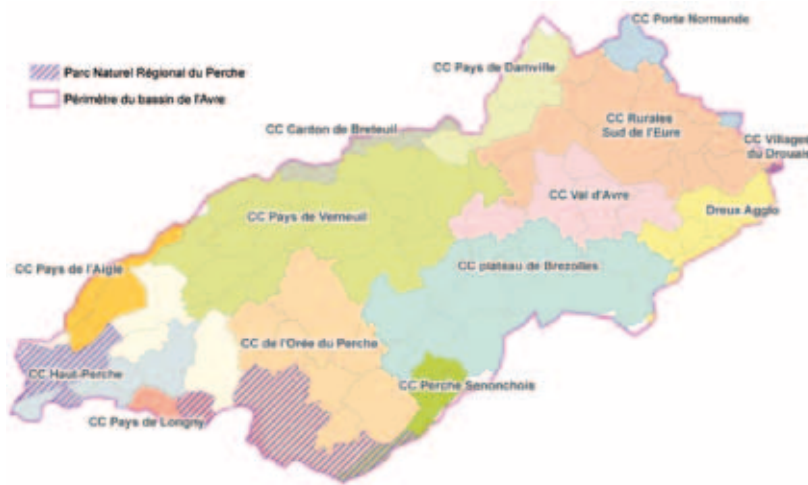 CC Porte Normande
Parc Naturel Régional du Perche
CC Pays de Damville
Périmètre du bassin de l'Avre
CC Canton de Breteuil
CC Rurales
Sud de l'Eure
CC Villages
du Drouais
CC Val d'Avre
Dreux Agglo
CC Pays de Verneuil
CC Pays de l'Aigle
CC plateau de Brezolles
CC de l'Orée du Perche
CC Haut-Perche
CC Perche Senonchois
CC Pays de Longny